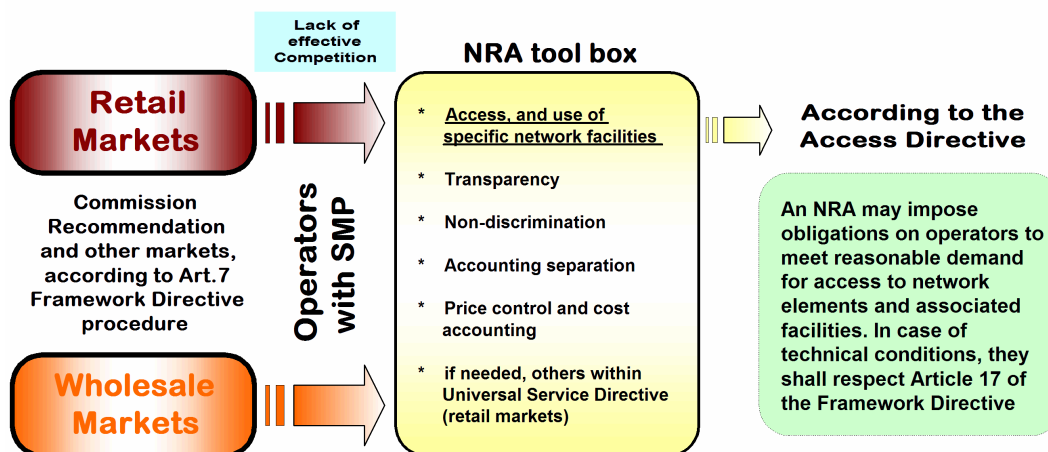 Lack of
effective
Competition
Retail
Markets
Commission
Recommendation
and other markets,
according to Art.7
Framework Directive
procedure
Wholesale
Markets
Operators
with SMP
NRA tool box
* Access, and use of
specific network facilities
* Transparency
* Non-discrimination
* Accounting separation
* Price control and cost
accounting
* if needed, others within
Universal Service Directive
(retail markets)
According to the
Access Directive
An NRA may impose
obligations on operators to
meet reasonable demand
for access to network
elements and associated
facilities. In case of
technical conditions, they
shall respect Article 17 of
the Framework Directive